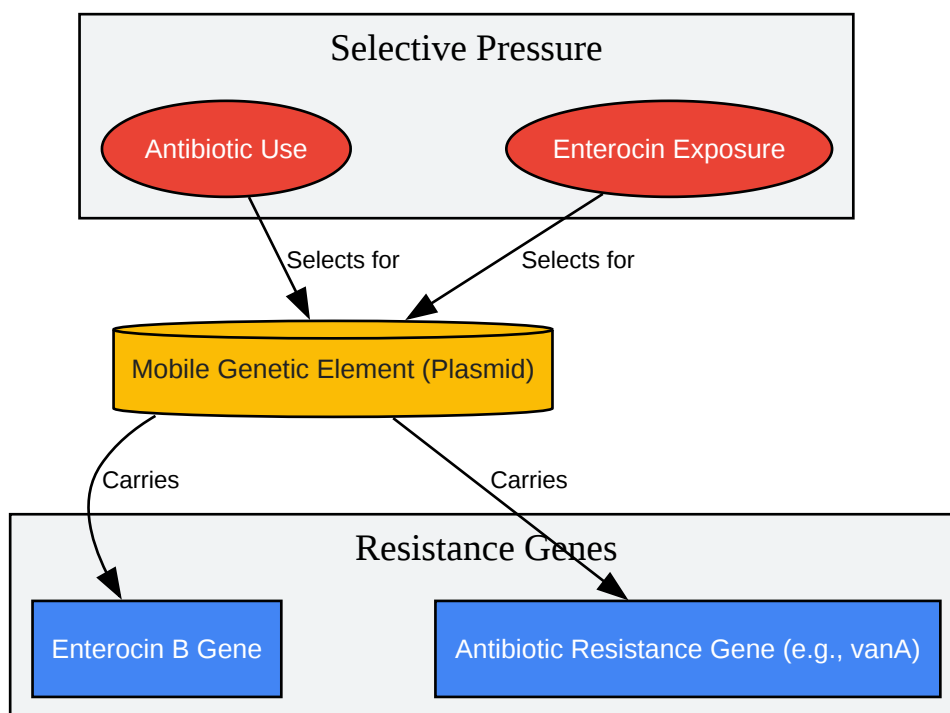 Selective Pressure
Antibiotic Use
Enterocin Exposure
Selects for
Selects for
Mobile Genetic Element (Plasmid)
Carries
Carries
Resistance Genes
Enterocin B Gene
Antibiotic Resistance Gene (e.g., vanA)